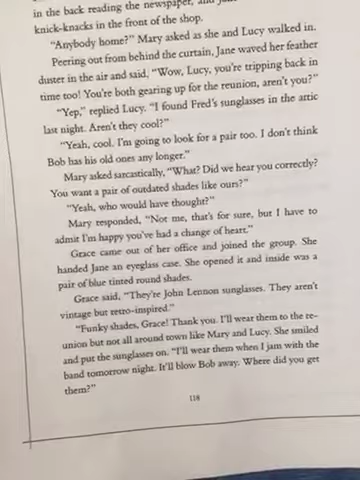 in the back reading the newspaper, and
knick-knacks in the front of the shop.
"Anybody home?" Mary asked as she and Lucy walked in.
Peering out from behind the curtain, Jane waved her feather
duster in the air and said, "Wow, Lucy, you're tripping back in
time too! You're both gearing up for the reunion, aren't you?"
"Yep," replied Lucy. "I found Fred's sunglasses in the attic
last night. Aren't they cool?"
"Yeah, cool. I'm going to look for a pair too. I don't think
Bob has his old ones any longer."
Mary asked sarcastically, "What? Did we hear you correctly?
You want a pair of outdated shades like ours?"
"Yeah, who would have thought?"
Mary responded, "Not me, that's for sure, but I have to
admit I'm happy you've had a change of heart."
Grace came out of her office and joined the group. She
handed Jane an eyeglass case. She opened it and inside was a
pair of blue tinted round shades.
Grace said, "They're John Lennon sunglasses. They aren't
vintage but retro-inspired."
"Funky shades, Grace! Thank you. I'll wear them to the re-
union but not all around town like Mary and Lucy. She smiled
and put the sunglasses on. "I'll wear them when I jam with the
band tomorrow night. It'll blow Bob away. Where did you get
them?"
118